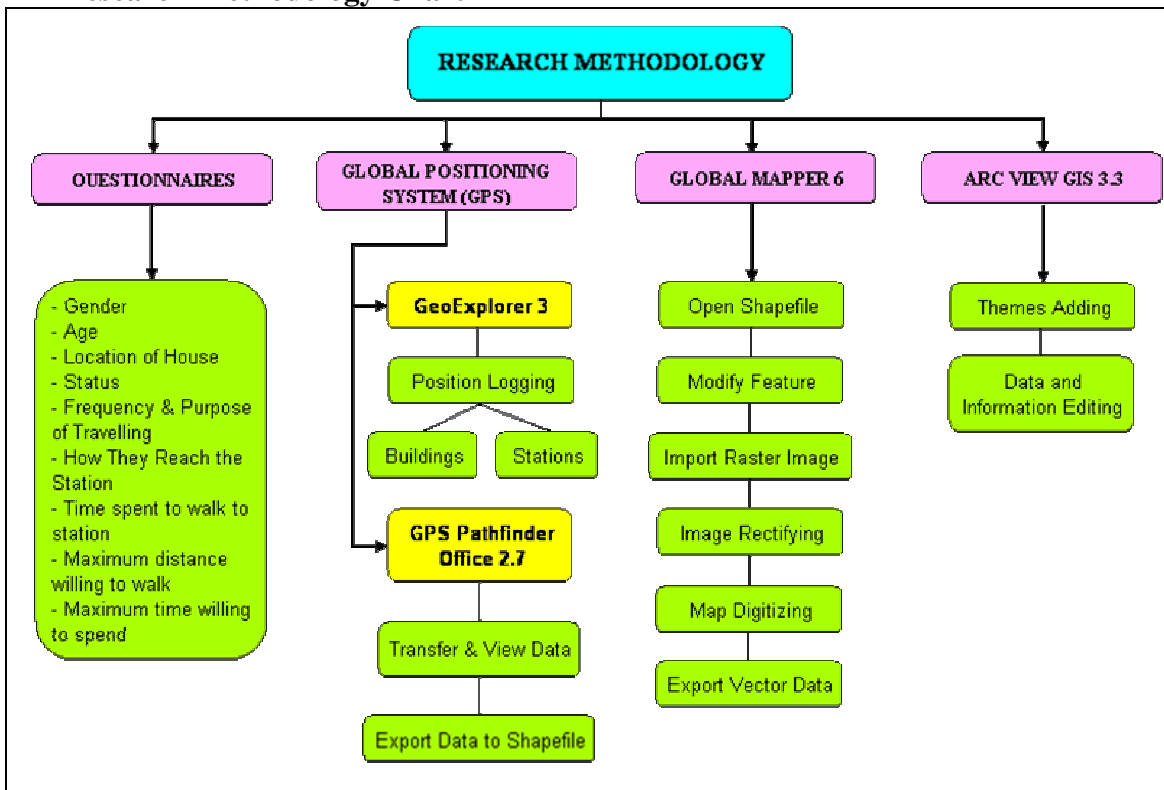 RESEARCH METHODOLOGY
OUESTIONNAIRES
GLOBAL POSITIONING
SYSTEM (GPS)
GLOBAL MAPPER 6
ARC VIEW GIS 3.3
- Gender
- Age
- Location of House
- Status
- Frequency & Purpose
of Travelling
- How They Reach the
Station
- Time spent to walk to
station
- Maximum distance
willing to walk
- Maximum time willing
to spend
GeoExplorer 3
Position Logging
Buildings
Stations
GPS Pathfinder
Office 2.7
Transfer & View Data
Export Data to Shapefile
Open Shapefile
Modify Feature
Import Raster Image
Image Rectifying
Map Digitizing
Export Vector Data
Themes Adding
Data and
Information Editing